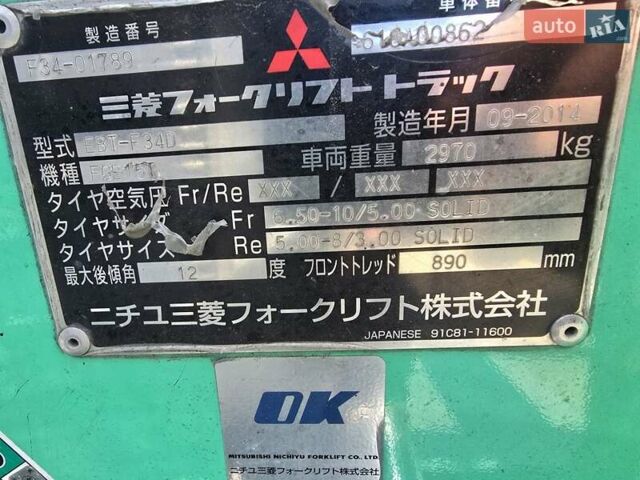 製造番号
F34-01789
車体番
AUTO RIA .com
三菱フォークリフトトラック
製造年月 09-2014
型式 EBT-F34D
車両重量 2970 kg
機種
タイヤ空気圧 Fr/Re XXX / XXX XXX
タイヤサイズ Fr 6.50-10/5.00 SOLID
タイヤサイズ Re 5.00-8/3.00 SOLID
最大後傾角 12 度 フロントトレッド 890 mm
ニチユ三菱フォークリフト株式会社
JAPANESE 91C81-11600
OK
MITSUBISHI NICHIYU FORKLIFT CO., LTD.
ニチユ三菱フォークリフト株式会社